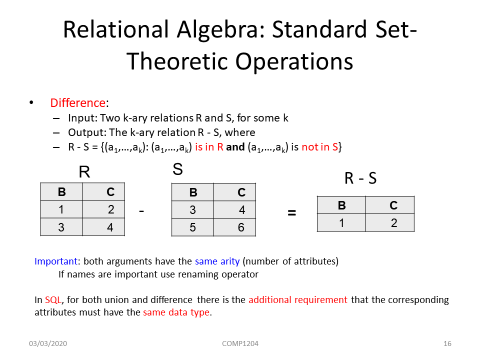 Relational Algebra: Standard Set-
Theoretic Operations
• Difference:
– Input: Two k-ary relations R and S, for some k
– Output: The k-ary relation R - S, where
– R - S = {(a1,…,ak): (a1,…,ak) is in R and (a1,…,ak) is not in S}
R
B C
1 2
3 4
-
S
B C
3 4
5 6
=
R - S
B C
1 2
Important: both arguments have the same arity (number of attributes)
If names are important use renaming operator
In SQL, for both union and difference there is the additional requirement that the corresponding
attributes must have the same data type.
03/03/2020 COMP1204 16